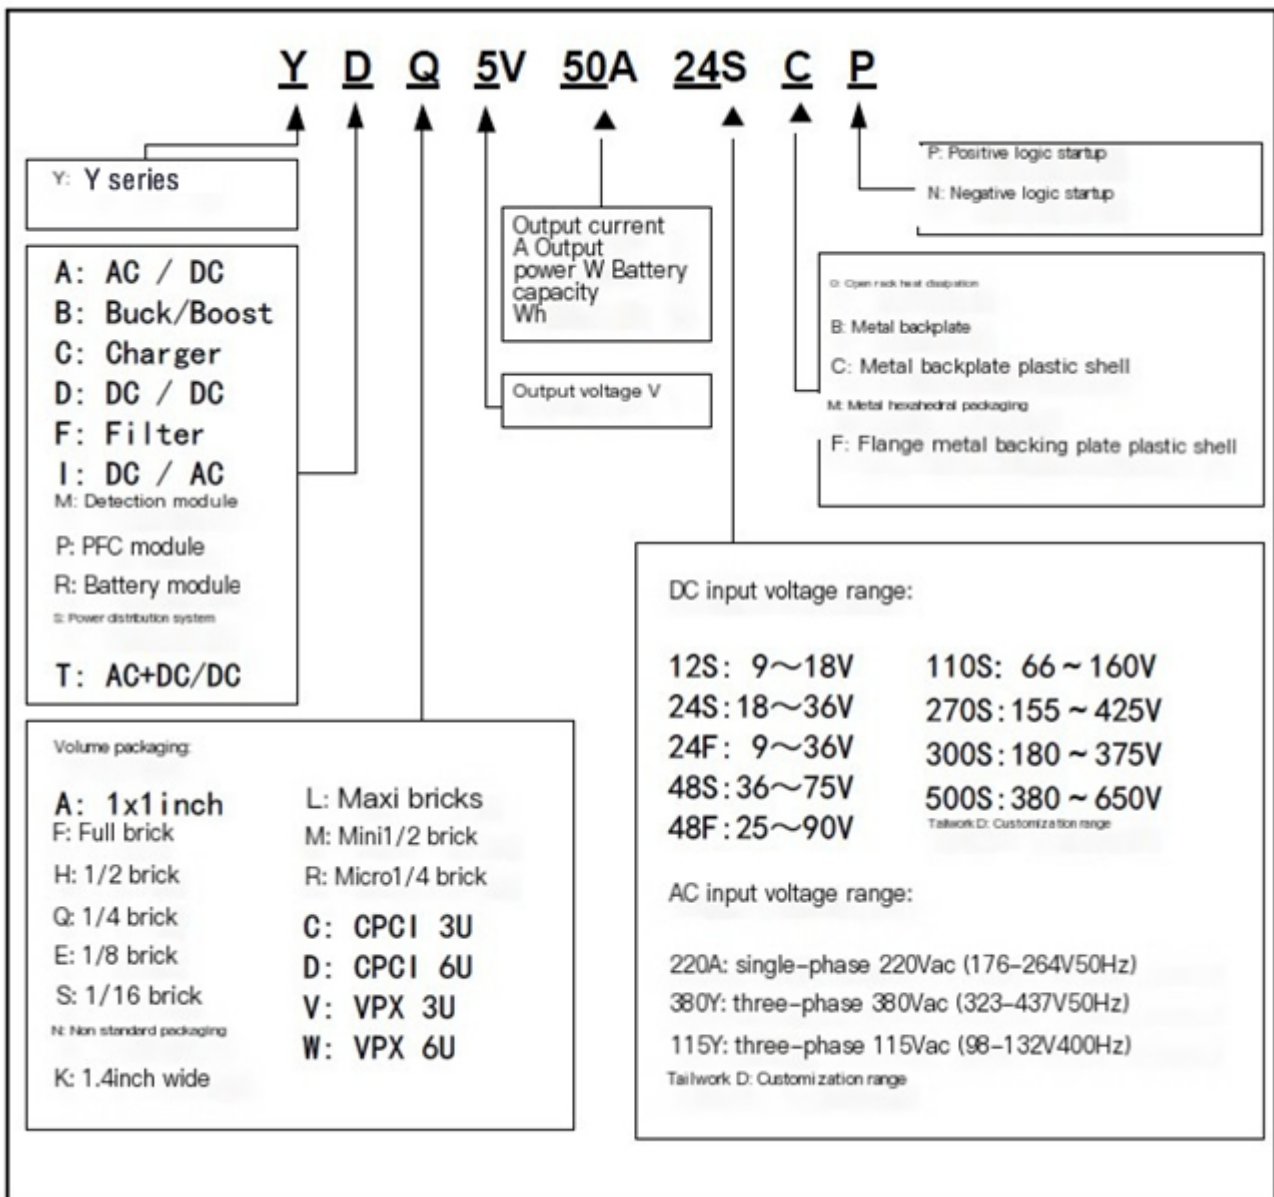 Y D Q 5V 50A 24S C P
Y: Y series
A: AC / DC
B: Buck/Boost
C: Charger
D: DC / DC
F: Filter
I: DC / AC
M: Detection module
P: PFC module
R: Battery module
S: Power distribution system
T: AC+DC/DC
Volume packaging:
A: 1x1inch
F: Full brick
H: 1/2 brick
Q: 1/4 brick
E: 1/8 brick
S: 1/16 brick
N: Non standard packaging
K: 1.4inch wide
L: Maxi bricks
M: Mini1/2 brick
R: Micro1/4 brick
C: CPCI 3U
D: CPCI 6U
V: VPX 3U
W: VPX 6U
Output voltage V
Output current
A Output
power W Battery
capacity
Wh
DC input voltage range:
12S: 9～18V
24S:18～36V
24F: 9～36V
48S:36～75V
48F:25～90V
110S: 66~160V
270S:155~425V
300S:180~375V
500S:380~650V
Tailwork D: Customization range
AC input voltage range:
220A: single-phase 220Vac (176-264V50Hz)
380Y: three-phase 380Vac (323-437V50Hz)
115Y: three-phase 115Vac (98-132V400Hz)
Tailwork D: Customization range
O: Open rack heat dissipation
B: Metal backplate
C: Metal backplate plastic shell
M: Metal hexahedral packaging
F: Flange metal backing plate plastic shell
P: Positive logic startup
N: Negative logic startup